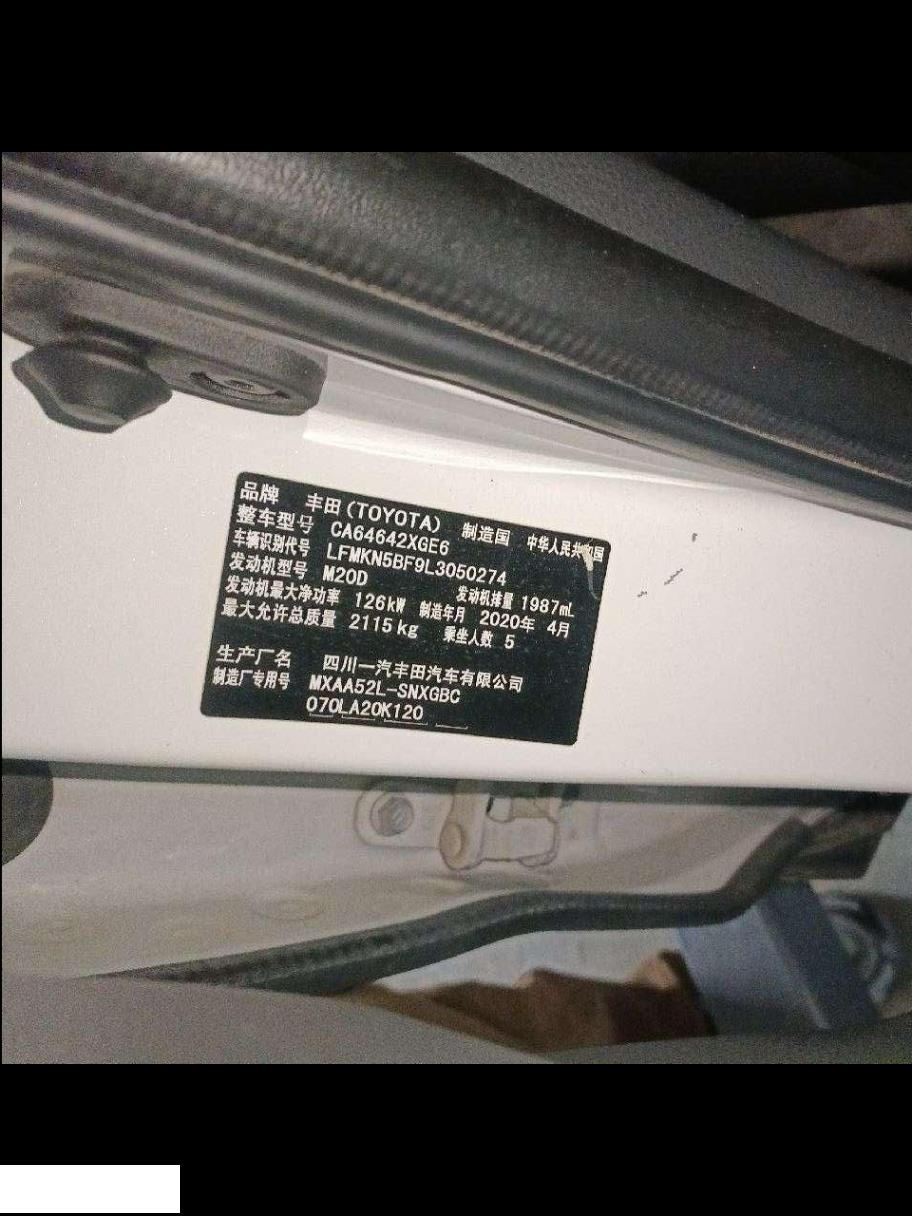 品牌 丰田(TOYOTA) 制造国 中华人民共和国
整车型号 CA64642XGE6
车辆识别代号 LFMKN5BF9L3050274
发动机型号 M20D 发动机排量 1987mL
发动机最大净功率 126kW 制造年月 2020年 4月
最大允许总质量 2115kg 乘坐人数 5
生产厂名 四川一汽丰田汽车有限公司
制造厂专用号 MXAA52L-SNXGBC
070LA20K120